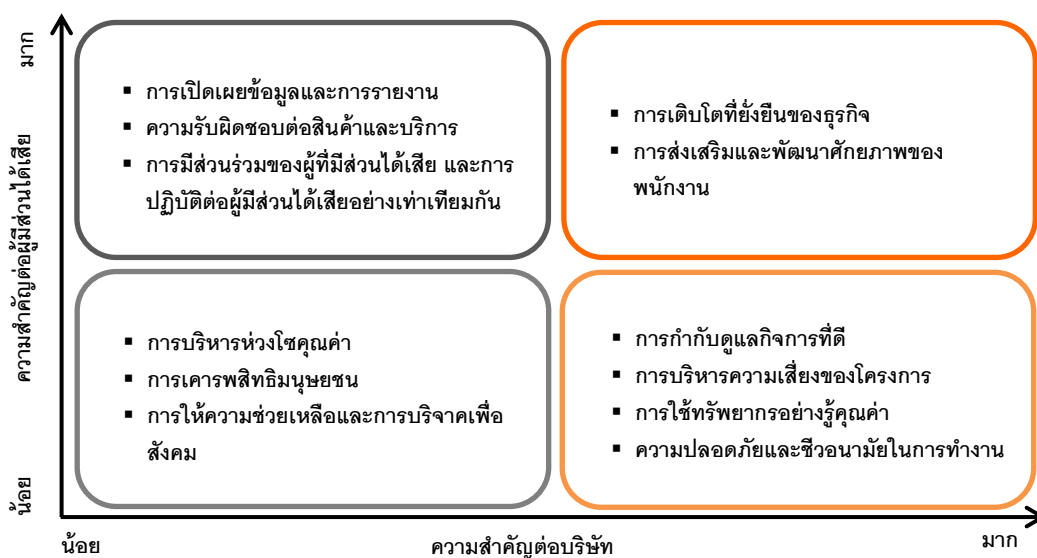 มาก
ความสำคัญต่อผู้มีส่วนได้เสีย
น้อย
▪ การเปิดเผยข้อมูลและการรายงาน
▪ ความรับผิดชอบต่อสินค้าและบริการ
▪ การมีส่วนร่วมของผู้ที่มีส่วนได้เสีย และการ
ปฏิบัติต่อผู้มีส่วนได้เสียอย่างเท่าเทียมกัน
▪ การเติบโตที่ยั่งยืนของธุรกิจ
▪ การส่งเสริมและพัฒนาศักยภาพของ
พนักงาน
▪ การบริหารห่วงโซคุณค่า
▪ การเคารพสิทธิมนุษยชน
▪ การให้ความช่วยเหลือและการบริจาคเพื่อ
สังคม
▪ การกำกับดูแลกิจการที่ดี
▪ การบริหารความเสี่ยงของโครงการ
▪ การใช้ทรัพยากรอย่างรู้คุณค่า
▪ ความปลอดภัยและชีวอนามัยในการทำงาน
น้อย
ความสำคัญต่อบริษัท
มาก